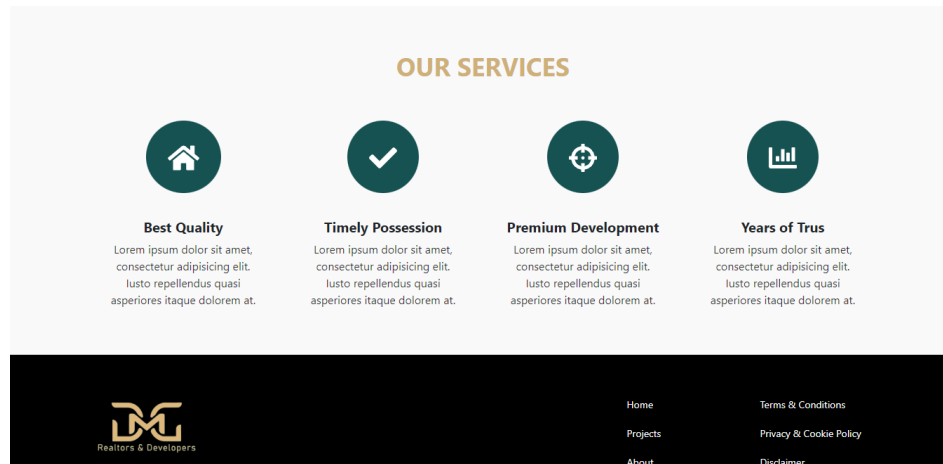 OUR SERVICES
Best Quality
Lorem ipsum dolor sit amet,
consectetur adipisicing elit.
Iusto repellendus quasi
asperiores itaque dolorem at.
Timely Possession
Lorem ipsum dolor sit amet,
consectetur adipisicing elit.
Iusto repellendus quasi
asperiores itaque dolorem at.
Premium Development
Lorem ipsum dolor sit amet,
consectetur adipisicing elit.
Iusto repellendus quasi
asperiores itaque dolorem at.
Years of Trus
Lorem ipsum dolor sit amet,
consectetur adipisicing elit.
Iusto repellendus quasi
asperiores itaque dolorem at.
DMG
Realtors & Developers
Home
Projects
About
Terms & Conditions
Privacy & Cookie Policy
Disclaimer